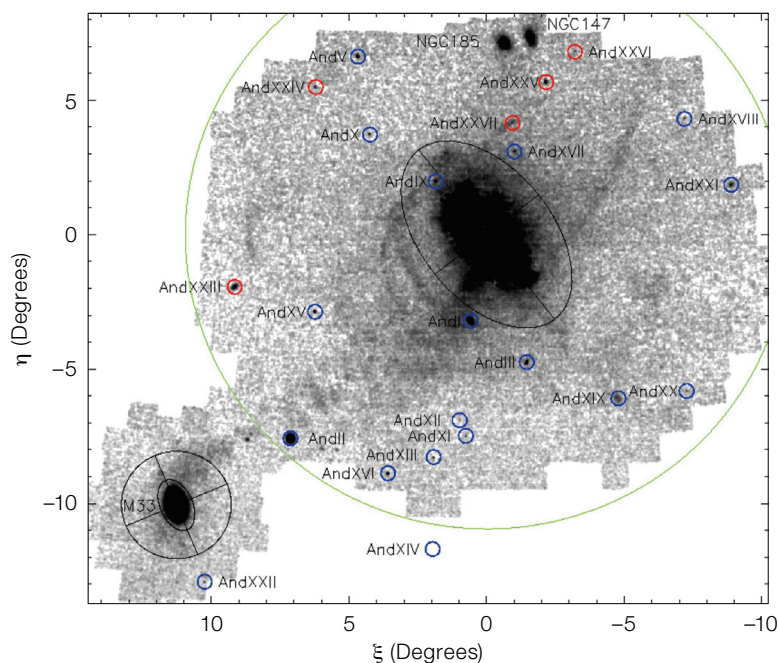 NGC147
NGC185
AndXXVI
AndV
AndXXV
AndXXIV
AndXXVII
AndXVIII
AndX
AndXVII
AndIX
AndXXI
AndXXIII
AndXV
AndI
AndIII
AndXIX
AndXX
AndXII
AndXI
AndII
AndXIII
AndXVI
M33
AndXIV
AndXXII
5
0
−5
−10
η (Degrees)
10 5 0 −5 −10
ξ (Degrees)